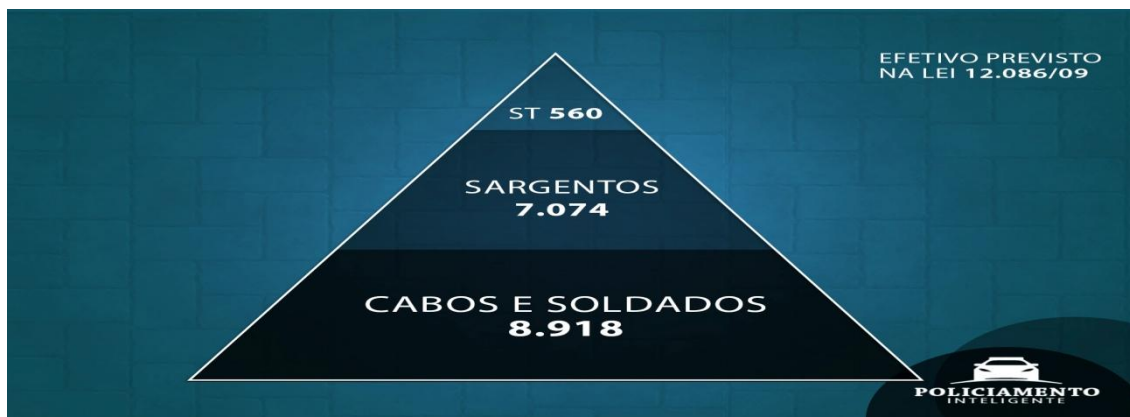 EFETIVO PREVISTO
NA LEI 12.086/09
ST 560
SARGENTOS
7.074
CABOS E SOLDADOS
8.918
POLICIAMENTO
INTELIGENTE